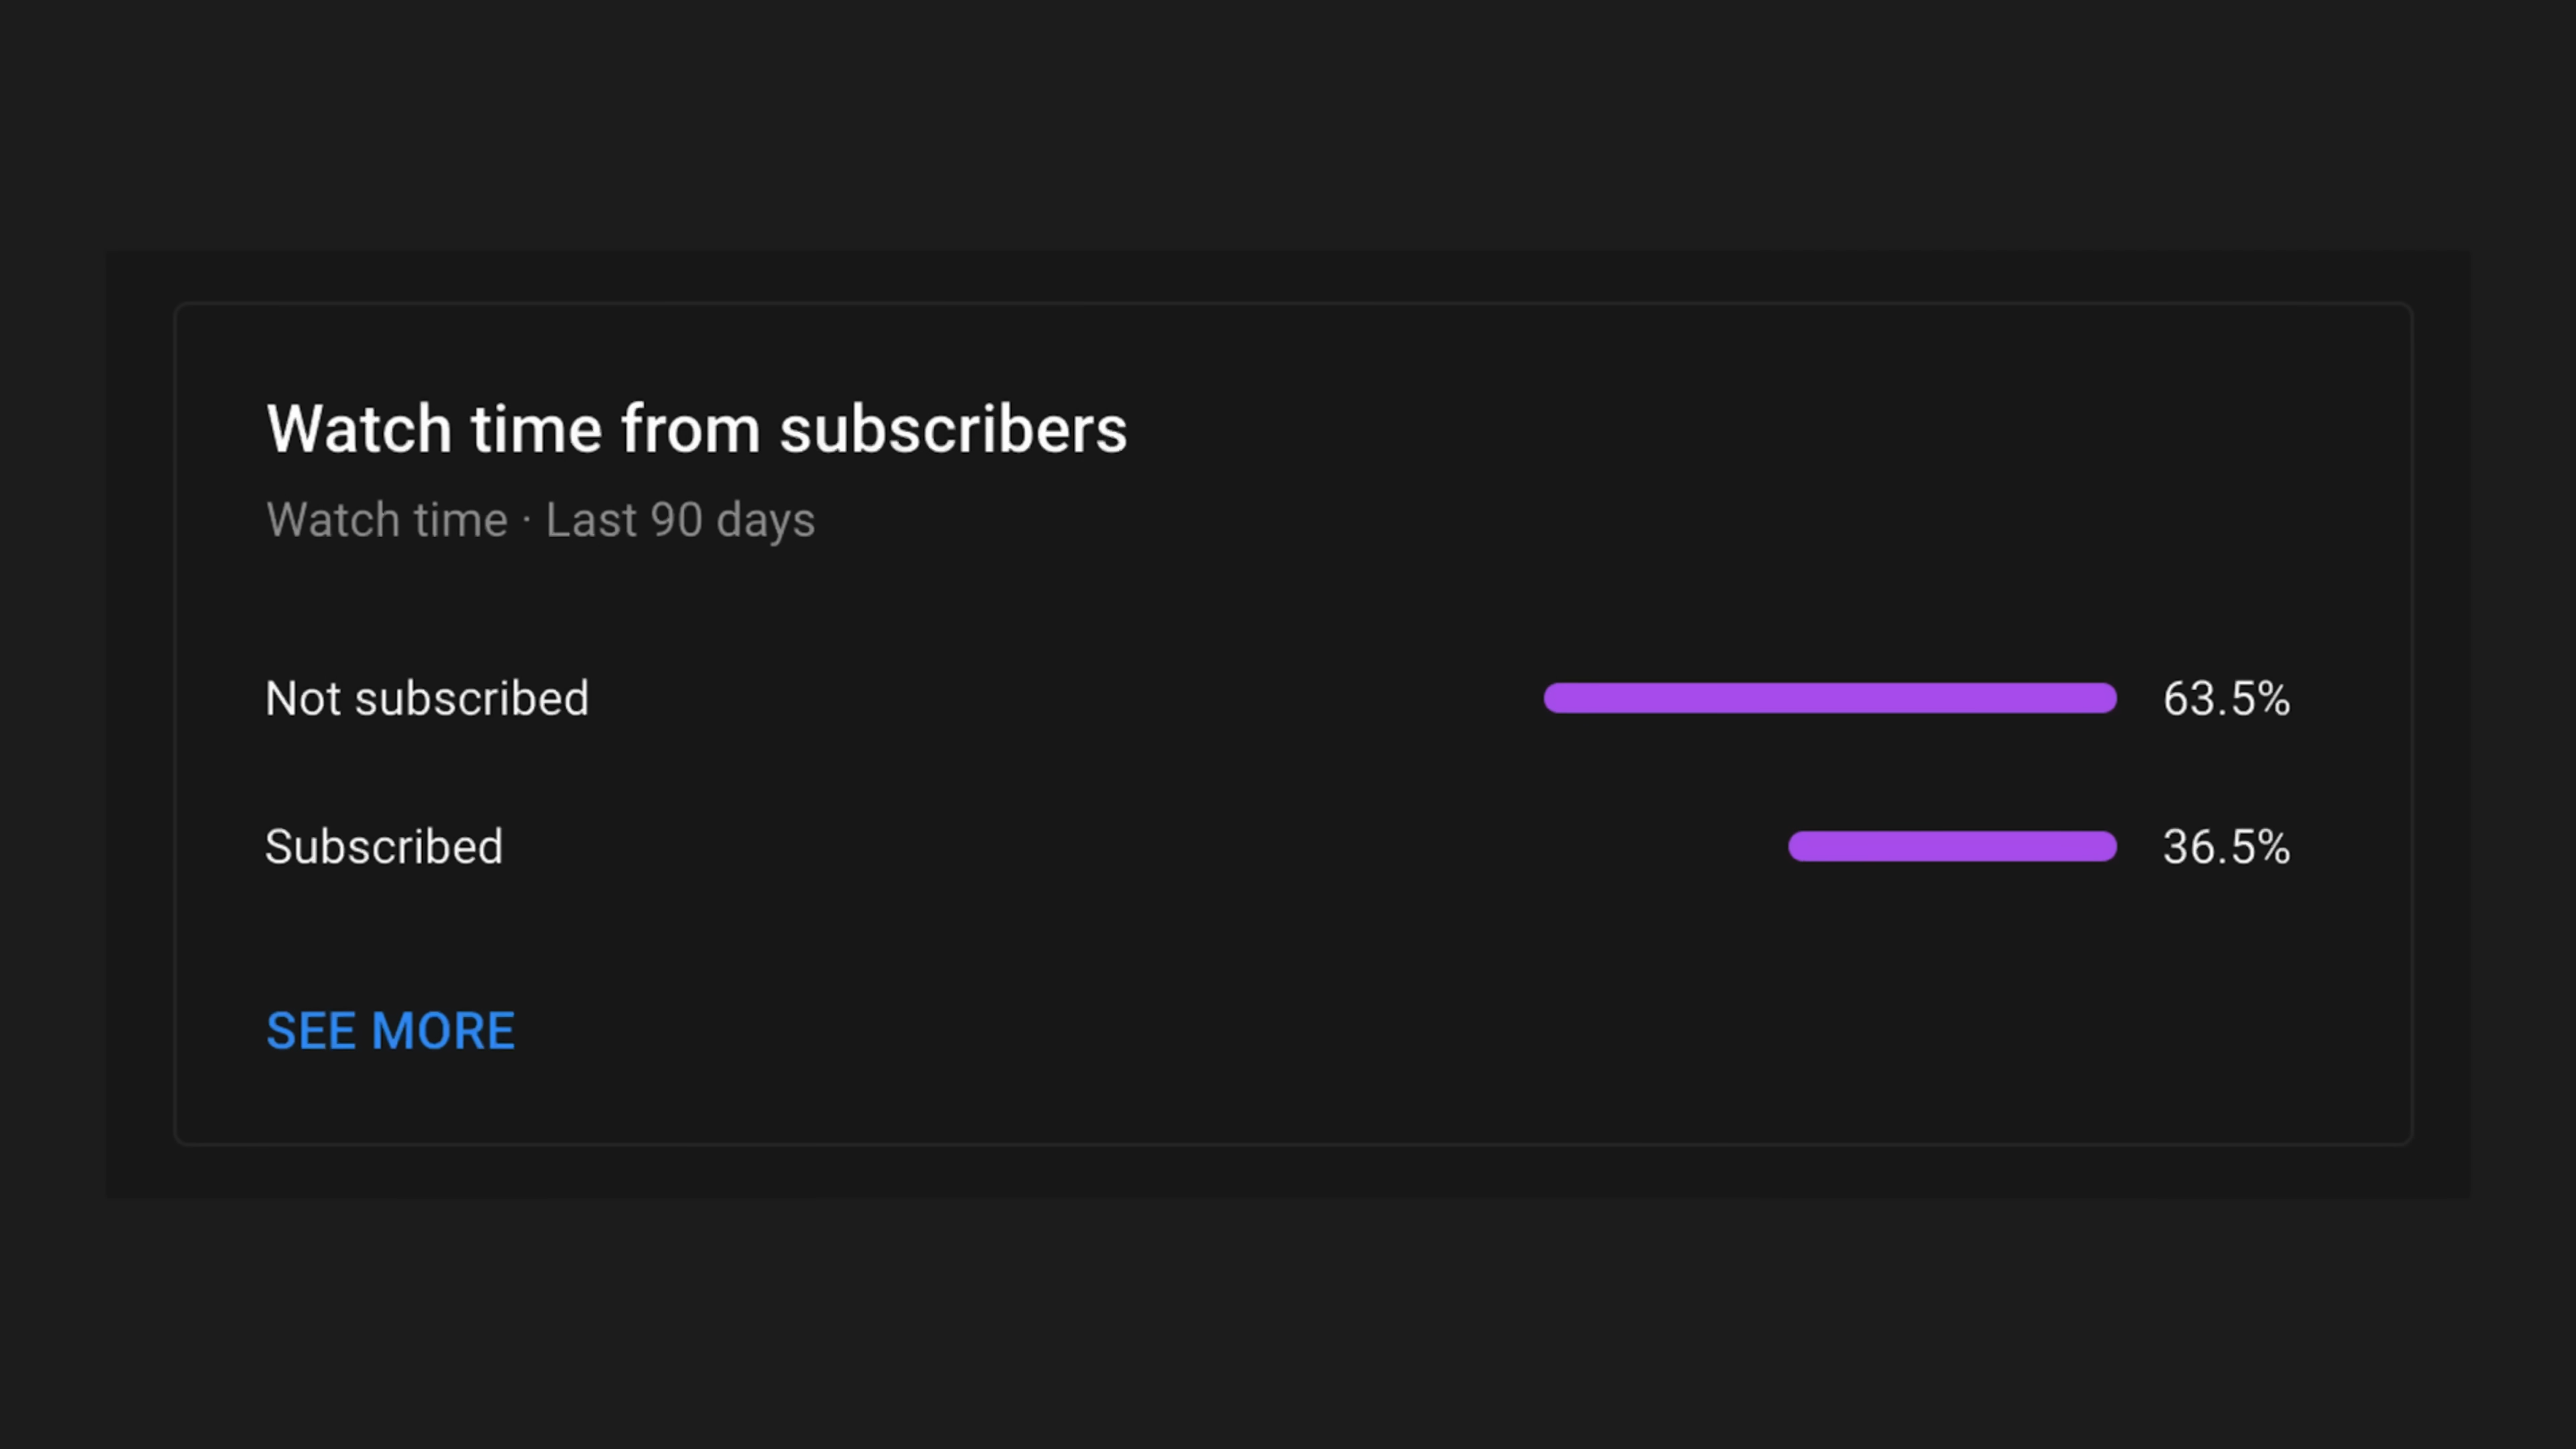 Watch time from subscribers
Watch time · Last 90 days
Not subscribed 63.5%
Subscribed 36.5%
SEE MORE